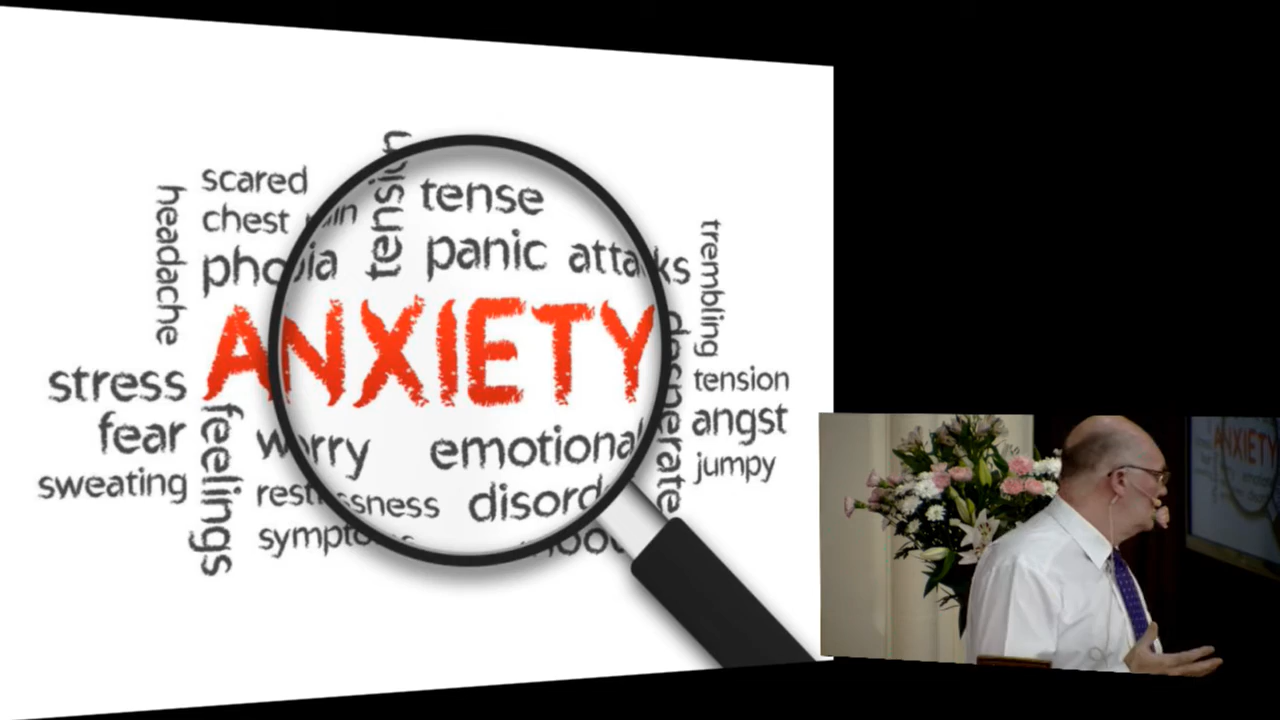 scared
tension
tense
headache
chest
phobia
panic attacks
trembling
ANXIETY
desperate
stress
tension
fear
feelings
worry
emotional
angst
sweating
restlessness
disord
jumpy
ANXIETY